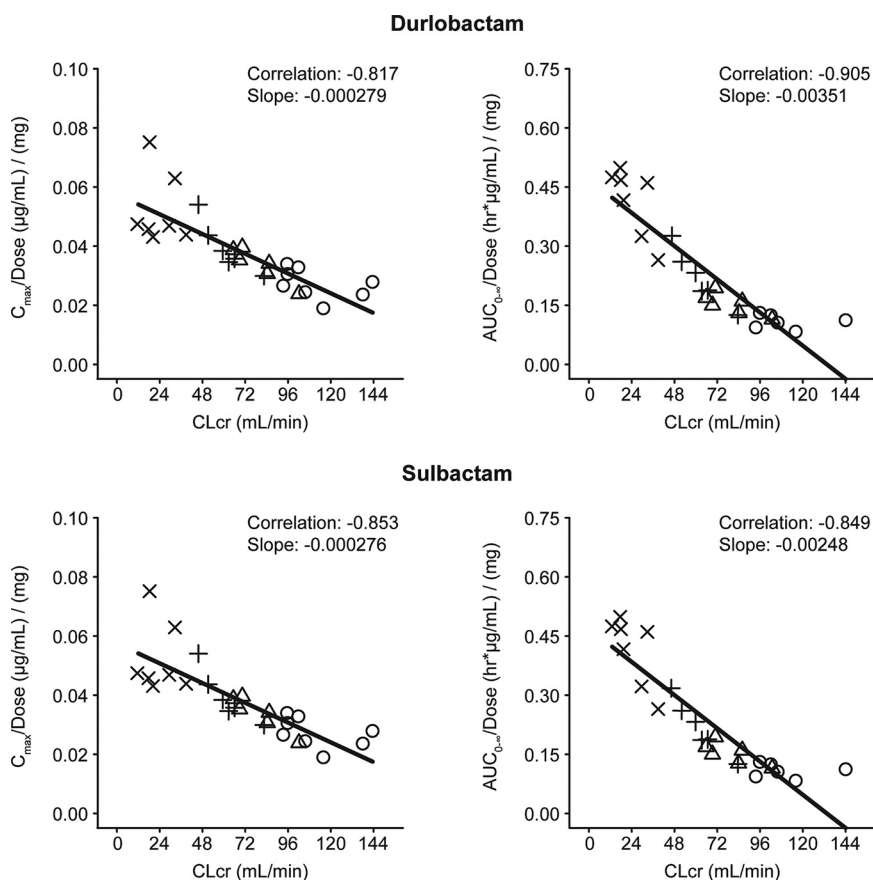 Durlobactam
Correlation: -0.817
Slope: -0.000279
0.10
0.08
0.06
0.04
0.02
0.00
Cmax/Dose (µg/mL) / (mg)
0 24 48 72 96 120 144
CLcr (mL/min)
Correlation: -0.905
Slope: -0.00351
0.75
0.60
0.45
0.30
0.15
0.00
AUC0-∞/Dose (hr*µg/mL) / (mg)
0 24 48 72 96 120 144
CLcr (mL/min)
Sulbactam
Correlation: -0.853
Slope: -0.000276
0.10
0.08
0.06
0.04
0.02
0.00
Cmax/Dose (µg/mL) / (mg)
0 24 48 72 96 120 144
CLcr (mL/min)
Correlation: -0.849
Slope: -0.00248
0.75
0.60
0.45
0.30
0.15
0.00
AUC0-∞/Dose (hr*µg/mL) / (mg)
0 24 48 72 96 120 144
CLcr (mL/min)